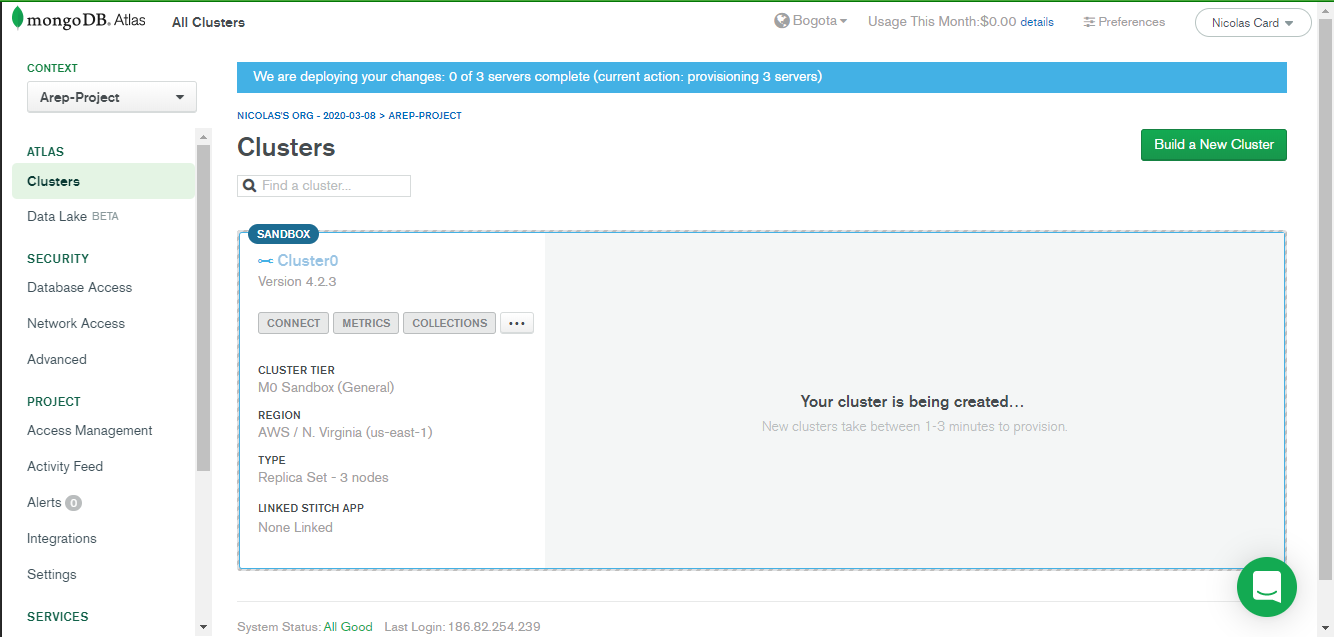 mongoDB. Atlas
All Clusters
Bogota
Usage This Month:$0.00 details
Preferences
Nicolas Card
CONTEXT
Arep-Project
ATLAS
Clusters
Data Lake BETA
SECURITY
Database Access
Network Access
Advanced
PROJECT
Access Management
Activity Feed
Alerts 0
Integrations
Settings
SERVICES
We are deploying your changes: 0 of 3 servers complete (current action: provisioning 3 servers)
NICOLAS'S ORG - 2020-03-08 > AREP-PROJECT
Clusters
Build a New Cluster
Find a cluster...
SANDBOX
Cluster0
Version 4.2.3
CONNECT METRICS COLLECTIONS ...
CLUSTER TIER
M0 Sandbox (General)
REGION
AWS / N. Virginia (us-east-1)
TYPE
Replica Set - 3 nodes
LINKED STITCH APP
None Linked
Your cluster is being created...
New clusters take between 1-3 minutes to provision.
System Status: All Good Last Login: 186.82.254.239